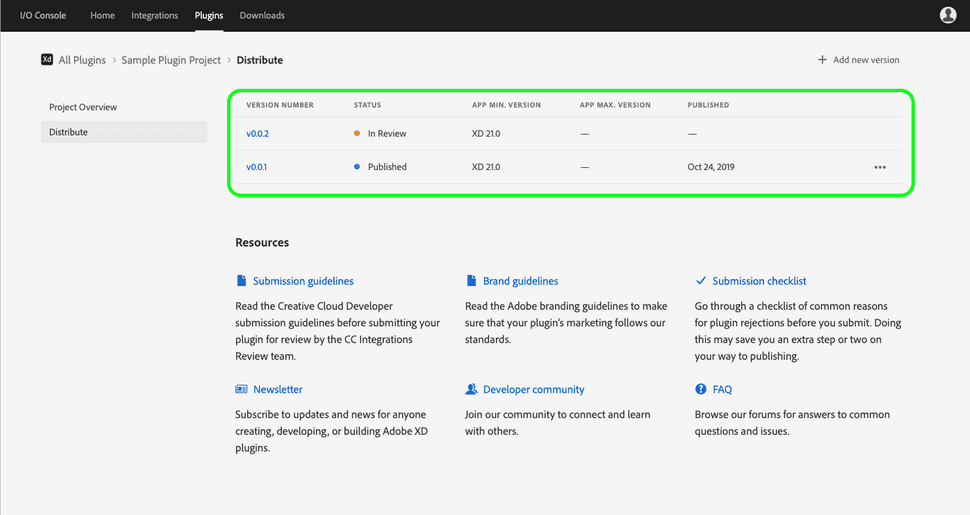 I/O Console Home Integrations Plugins Downloads
Xd All Plugins > Sample Plugin Project > Distribute + Add new version
Project Overview
Distribute
VERSION NUMBER STATUS APP MIN. VERSION APP MAX. VERSION PUBLISHED
v0.0.2 In Review XD 21.0 — —
v0.0.1 Published XD 21.0 — Oct 24, 2019 •••
Resources
Submission guidelines
Read the Creative Cloud Developer
submission guidelines before submitting your
plugin for review by the CC Integrations
Review team.
Brand guidelines
Read the Adobe branding guidelines to make
sure that your plugin's marketing follows our
standards.
Submission checklist
Go through a checklist of common reasons
for plugin rejections before you submit. Doing
this may save you an extra step or two on
your way to publishing.
Newsletter
Subscribe to updates and news for anyone
creating, developing, or building Adobe XD
plugins.
Developer community
Join our community to connect and learn
with others.
FAQ
Browse our forums for answers to common
questions and issues.